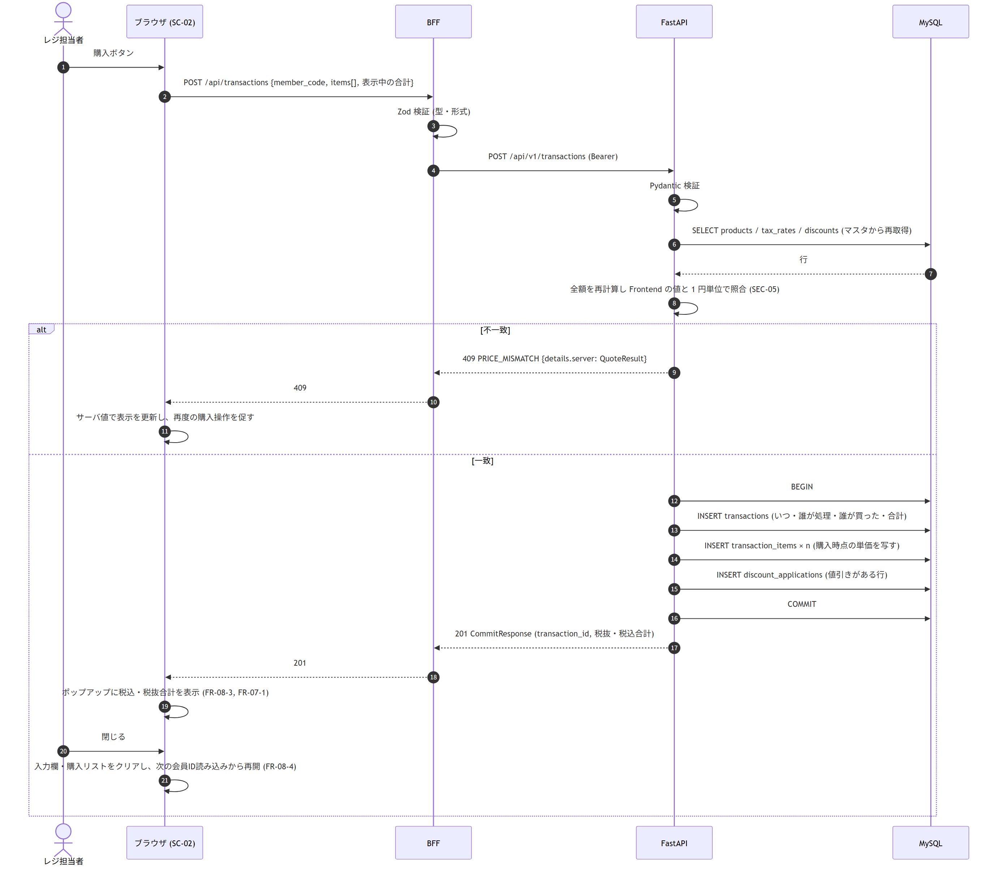 レジ担当者
ブラウザ (SC-02)
BFF
FastAPI
MySQL
購入ボタン
1
POST /api/transactions {member_code, items[], 表示中の合計}
2
Zod 検証 (型・形式)
3
POST /api/v1/transactions (Bearer)
4
Pydantic 検証
5
SELECT products / tax_rates / discounts (マスタから再取得)
6
行
7
全額を再計算し Frontend の値と 1 円単位で照合 (SEC-05)
8
alt
[不一致]
409 PRICE_MISMATCH {details.server: QuoteResult}
9
409
10
サーバ値で表示を更新し、再度の購入操作を促す
11
[一致]
BEGIN
12
INSERT transactions (いつ・誰が処理・誰が買った・合計)
13
INSERT transaction_items × n (購入時点の単価を写す)
14
INSERT discount_applications (値引きがある行)
15
COMMIT
16
201 CommitResponse (transaction_id, 税抜・税込合計)
17
201
18
ポップアップに税込・税抜合計を表示 (FR-08-3, FR-07-1)
19
閉じる
20
入力欄・購入リストをクリアし、次の会員ID読み込みから再開 (FR-08-4)
21
レジ担当者
ブラウザ (SC-02)
BFF
FastAPI
MySQL